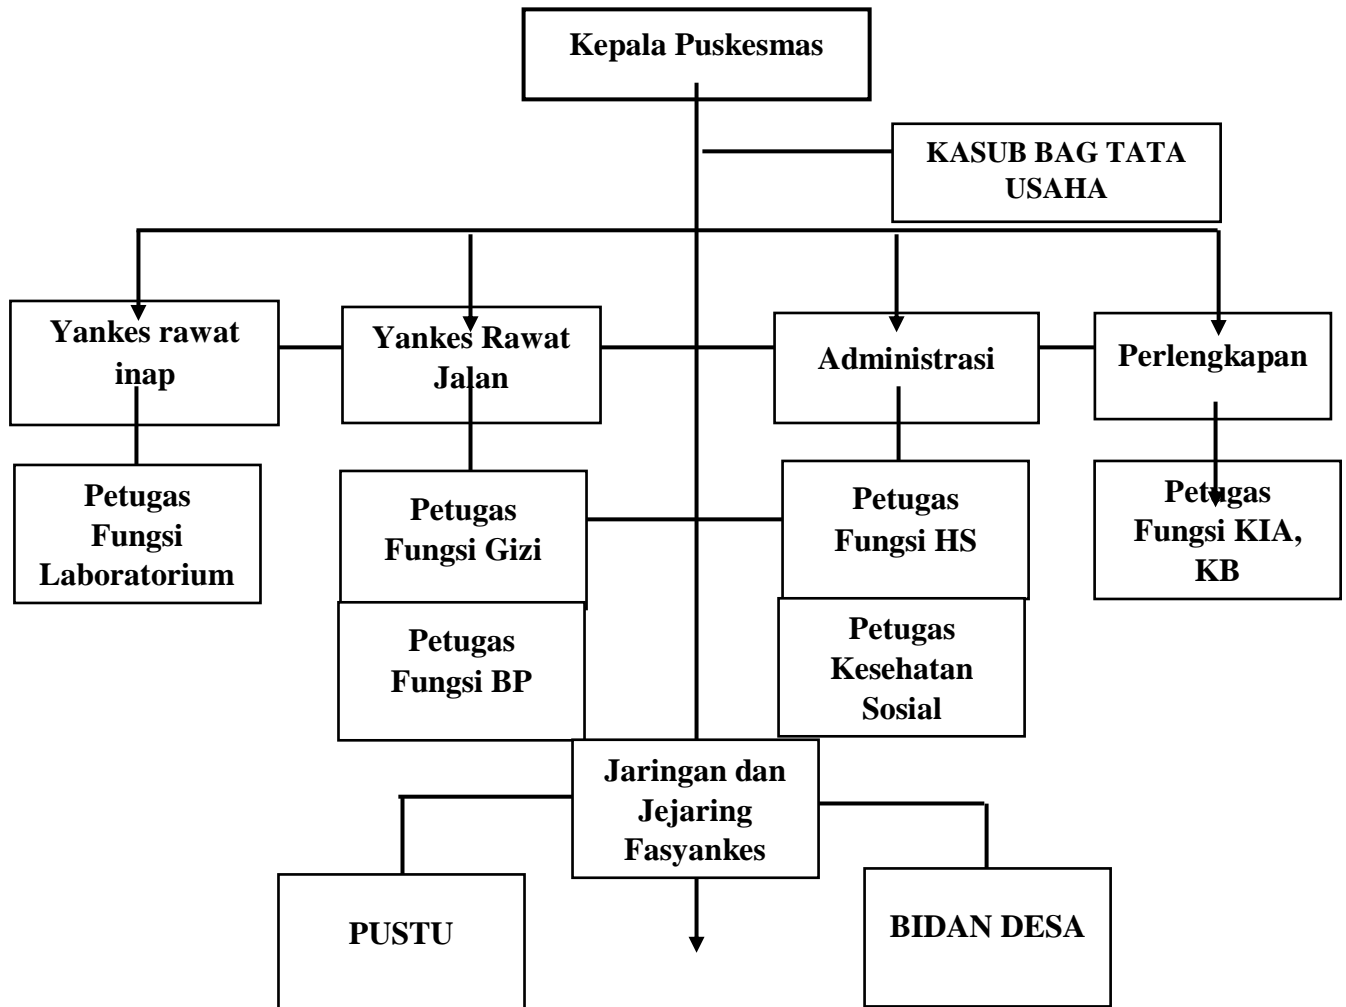 Kepala Puskesmas
KASUB BAG TATA
USAHA
Yankes rawat
inap
Yankes Rawat
Jalan
Administrasi
Perlengkapan
Petugas
Fungsi
Laboratorium
Petugas
Fungsi Gizi
Petugas
Fungsi HS
Petugas
Fungsi KIA,
KB
Petugas
Fungsi BP
Petugas
Kesehatan
Sosial
Jaringan dan
Jejaring
Fasyankes
PUSTU
BIDAN DESA